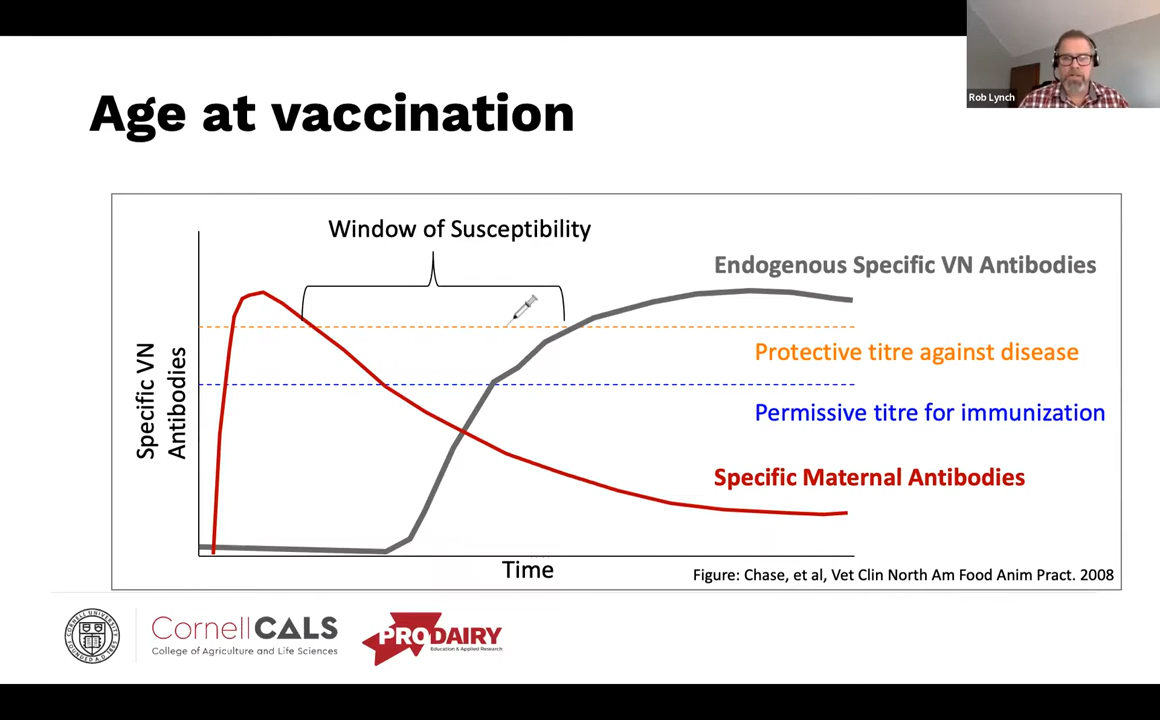 Rob Lynch
Age at vaccination
Window of Susceptibility
Endogenous Specific VN Antibodies
Protective titre against disease
Permissive titre for immunization
Specific Maternal Antibodies
Specific VN
Antibodies
Time
Figure: Chase, et al, Vet Clin North Am Food Anim Pract. 2008
CornellCALS
College of Agriculture and Life Sciences
PRODAIRY
Education & Applied Research